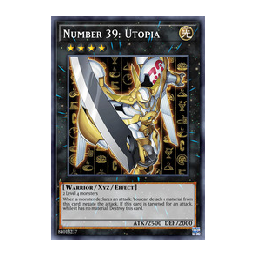 Number 39: Utopia
[Warrior/Xyz/Effect]
2 Level 4 monsters
When a monster declares an attack: You can detach 1 material from
this card; negate the attack. If this card is targeted for an attack,
while it has no material: Destroy this card.
ATK/2500 DEF/2000